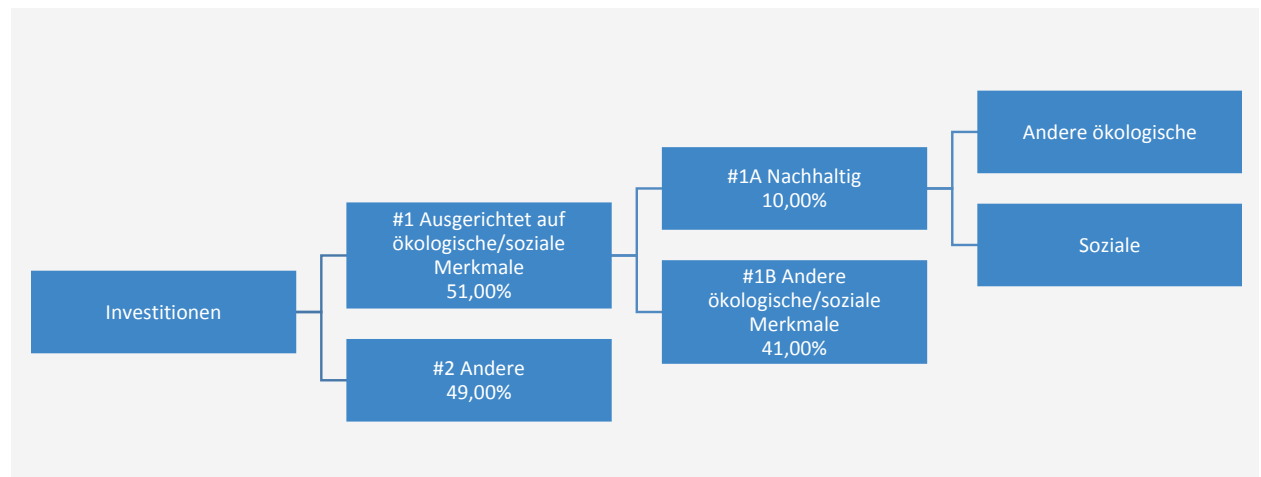 Investitionen
#1 Ausgerichtet auf
ökologische/soziale
Merkmale
51,00%
#2 Andere
49,00%
#1A Nachhaltig
10,00%
#1B Andere
ökologische/soziale
Merkmale
41,00%
Andere ökologische
Soziale